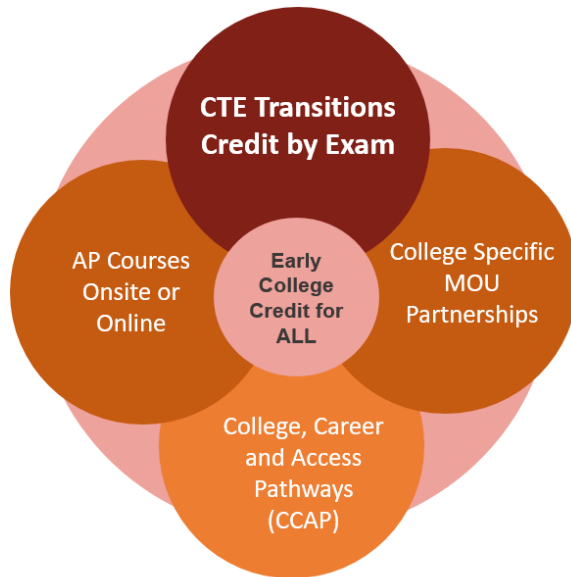 CTE Transitions
Credit by Exam
AP Courses
Onsite or
Online
Early
College
Credit for
ALL
College Specific
MOU
Partnerships
College, Career
and Access
Pathways
(CCAP)